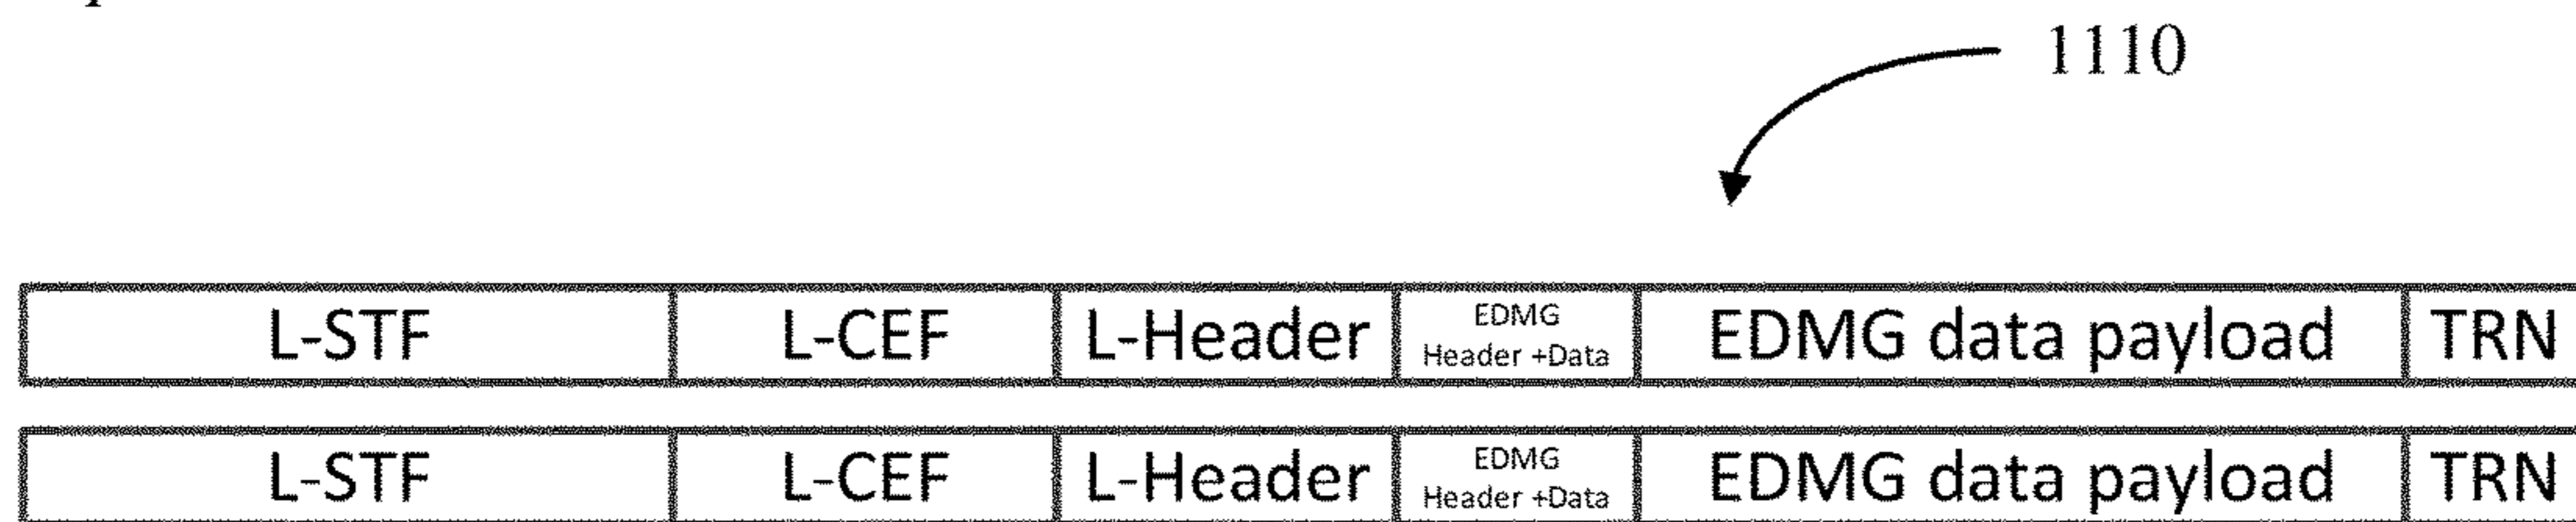 1110
L-STF L-CEF L-Header EDMG Header +Data EDMG data payload TRN
L-STF L-CEF L-Header EDMG Header +Data EDMG data payload TRN